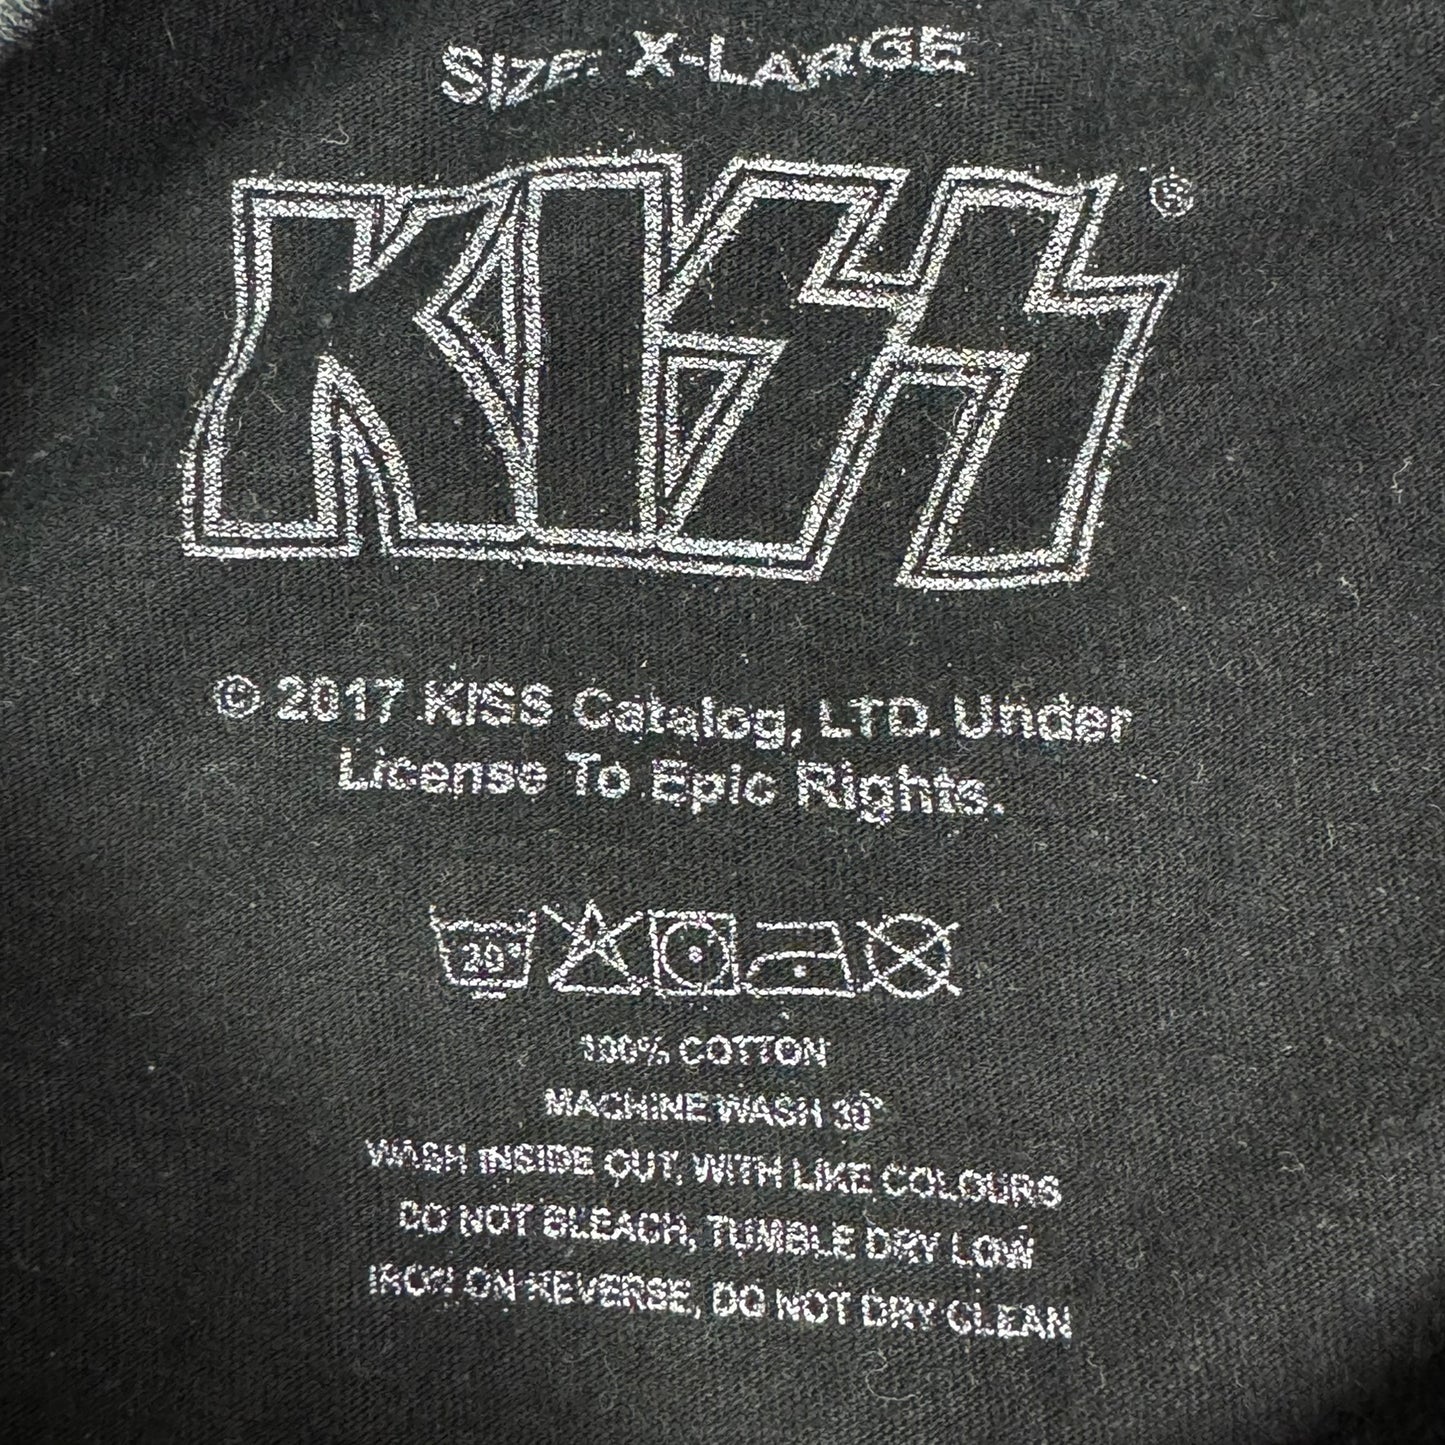 SIZE: X-LARGE
KISS®
© 2017 KISS Catalog, LTD. Under
License To Epic Rights.
30°
100% COTTON
MACHINE WASH 30°
WASH INSIDE OUT, WITH LIKE COLOURS
DO NOT BLEACH, TUMBLE DRY LOW
IRON ON REVERSE, DO NOT DRY CLEAN